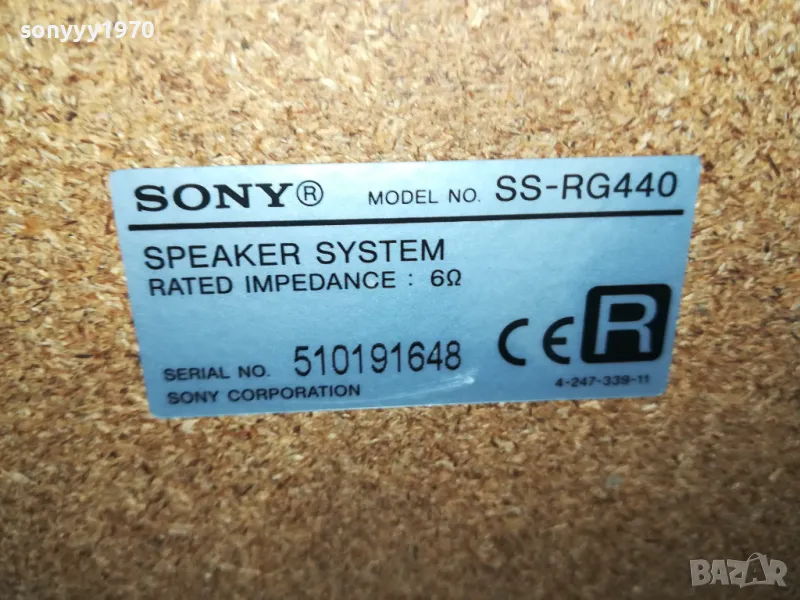 sonyyy1970
SONY® MODEL NO. SS-RG440
SPEAKER SYSTEM
RATED IMPEDANCE : 6Ω
SERIAL NO. 510191648
CE R
SONY CORPORATION
4-247-339-11
BAZAR